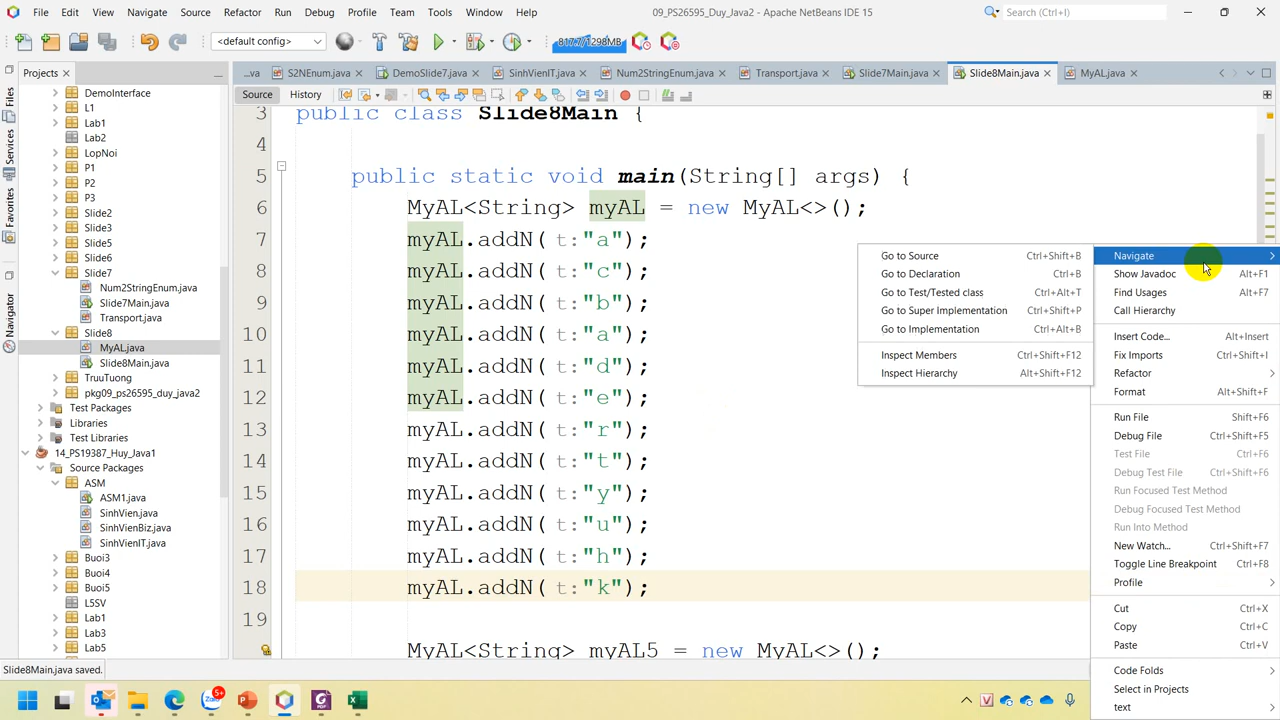 File Edit View Navigate Source Refactor Run Debug Profile Team Tools Window Help
09_PS26595_Duy_Java2 - Apache NetBeans IDE 15
Search (Ctrl+I)
<default config>
817.7/1298MB
Projects
...va
S2NEnum.java
DemoSlide7.java
SinhVienIT.java
Num2StringEnum.java
Transport.java
Slide7Main.java
Slide8Main.java
MyAL.java
Source
History
Files
Services
Favorites
Navigator
DemoInterface
L1
Lab1
Lab2
LopNoi
P1
P2
P3
Slide2
Slide3
Slide5
Slide6
Slide7
Num2StringEnum.java
Slide7Main.java
Transport.java
Slide8
MyAL.java
Slide8Main.java
TruuTuong
pkg09_ps26595_duy_java2
Test Packages
Libraries
Test Libraries
14_PS19387_Huy_Java1
Source Packages
ASM
ASM1.java
SinhVien.java
SinhVienBiz.java
SinhVienIT.java
Buoi3
Buoi4
Buoi5
L5SV
Lab1
Lab3
Lab5
3 public class Slide8Main {
4
5 public static void main(String[] args) {
6 MyAL<String> myAL = new MyAL<>();
7 myAL.addN( t:"a");
8 myAL.addN( t:"c");
9 myAL.addN( t:"b");
10 myAL.addN( t:"a");
11 myAL.addN( t:"d");
12 myAL.addN( t:"e");
13 myAL.addN( t:"r");
14 myAL.addN( t:"t");
15 myAL.addN( t:"y");
16 myAL.addN( t:"u");
17 myAL.addN( t:"h");
18 myAL.addN( t:"k");
19
MyAL<String> myAL5 = new MyAL<>();
Go to Source Ctrl+Shift+B
Go to Declaration Ctrl+B
Go to Test/Tested class Ctrl+Alt+T
Go to Super Implementation Ctrl+Shift+P
Go to Implementation Ctrl+Alt+B
Inspect Members Ctrl+Shift+F12
Inspect Hierarchy Alt+Shift+F12
Navigate
Show Javadoc Alt+F1
Find Usages Alt+F7
Call Hierarchy
Insert Code... Alt+Insert
Fix Imports Ctrl+Shift+I
Refactor
Format Alt+Shift+F
Run File Shift+F6
Debug File Ctrl+Shift+F5
Test File Ctrl+F6
Debug Test File Ctrl+Shift+F6
Run Focused Test Method
Debug Focused Test Method
Run Into Method
New Watch... Ctrl+Shift+F7
Toggle Line Breakpoint Ctrl+F8
Profile
Cut Ctrl+X
Copy Ctrl+C
Paste Ctrl+V
Code Folds
Select in Projects
text
Slide8Main.java saved.
Zalo
5+